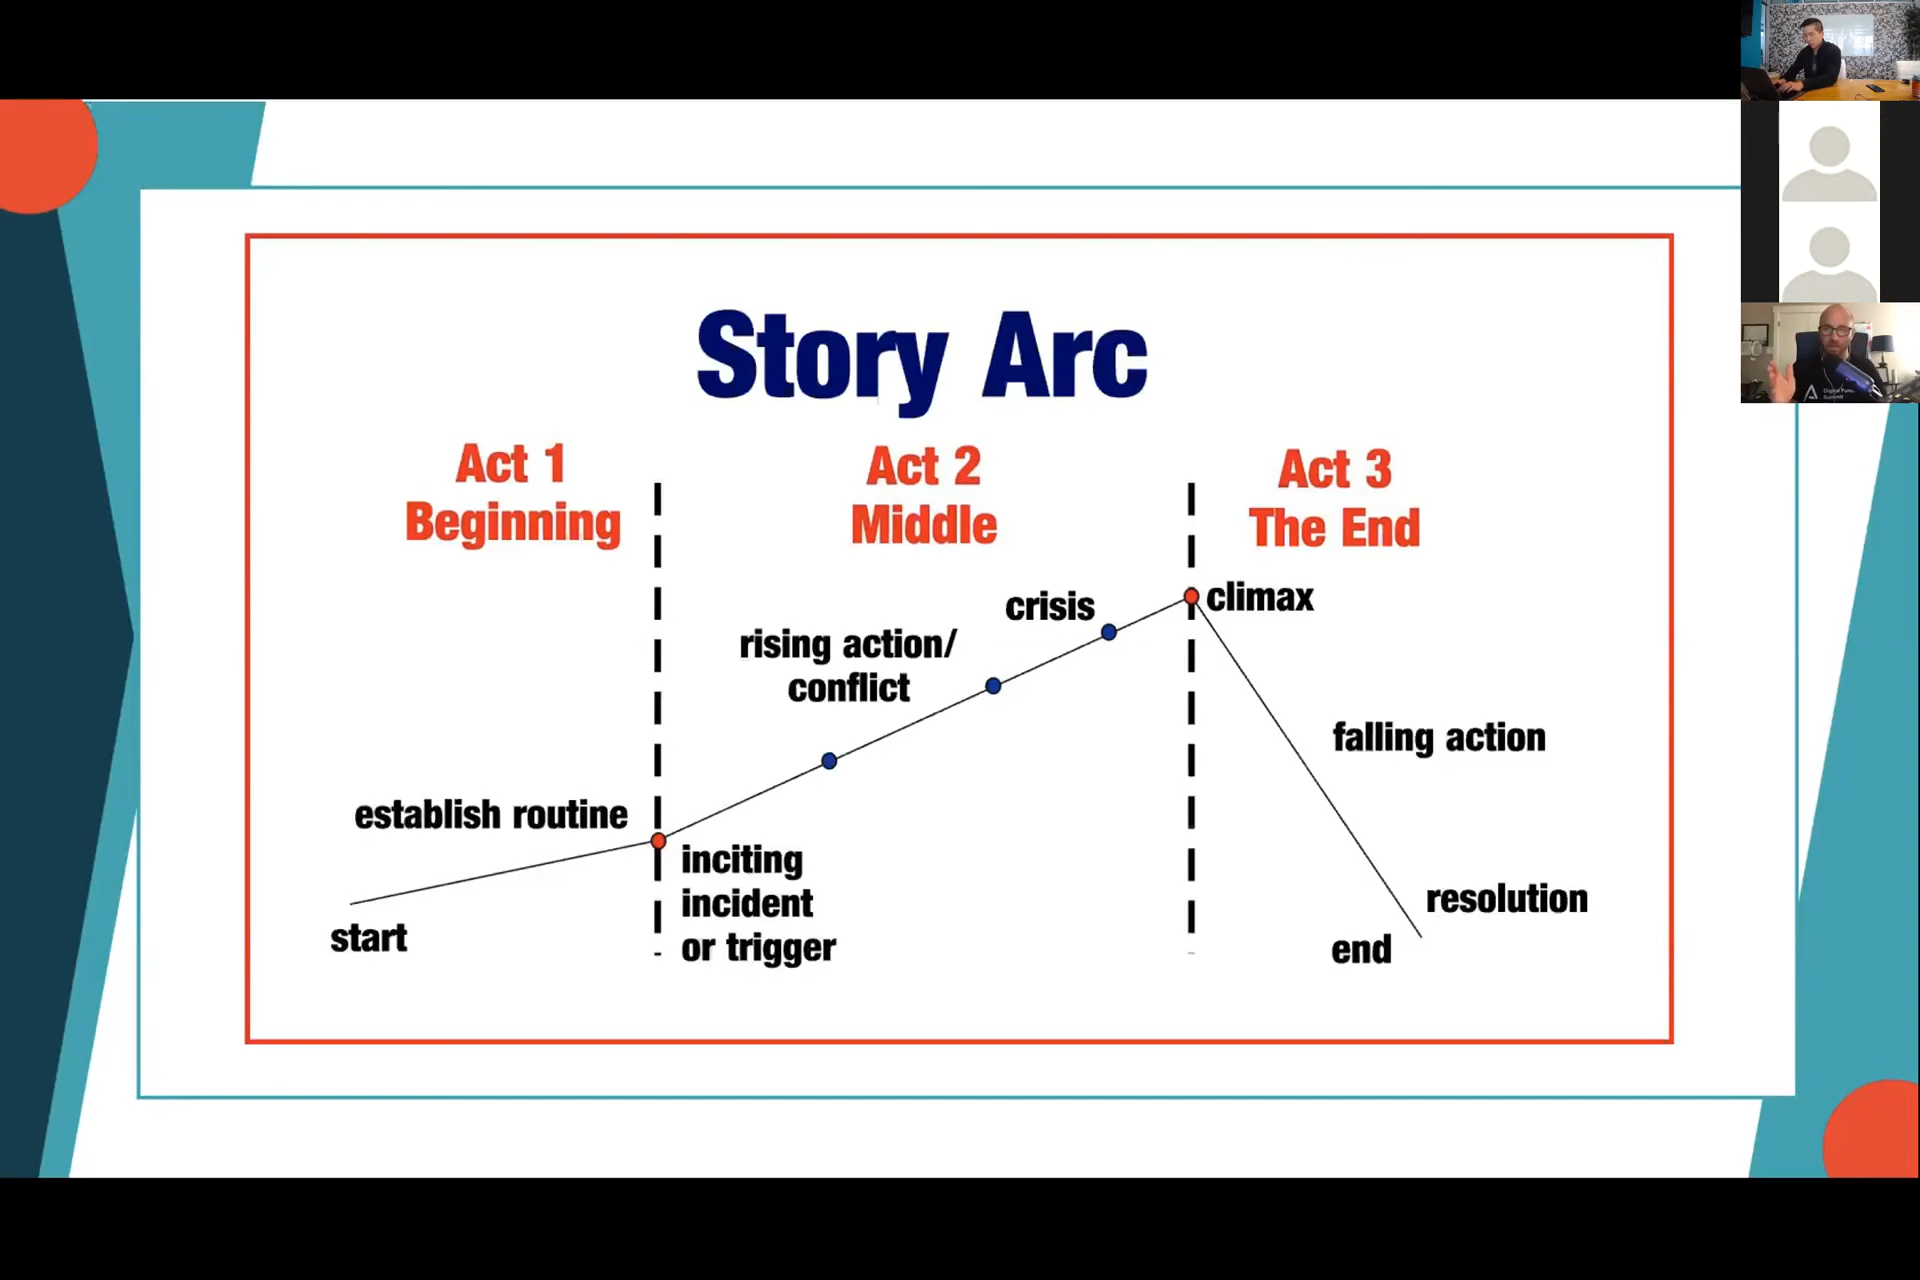 Story Arc
Act 1
Beginning
Act 2
Middle
Act 3
The End
crisis
climax
rising action/
conflict
falling action
establish routine
inciting
incident
or trigger
start
resolution
end
Summit